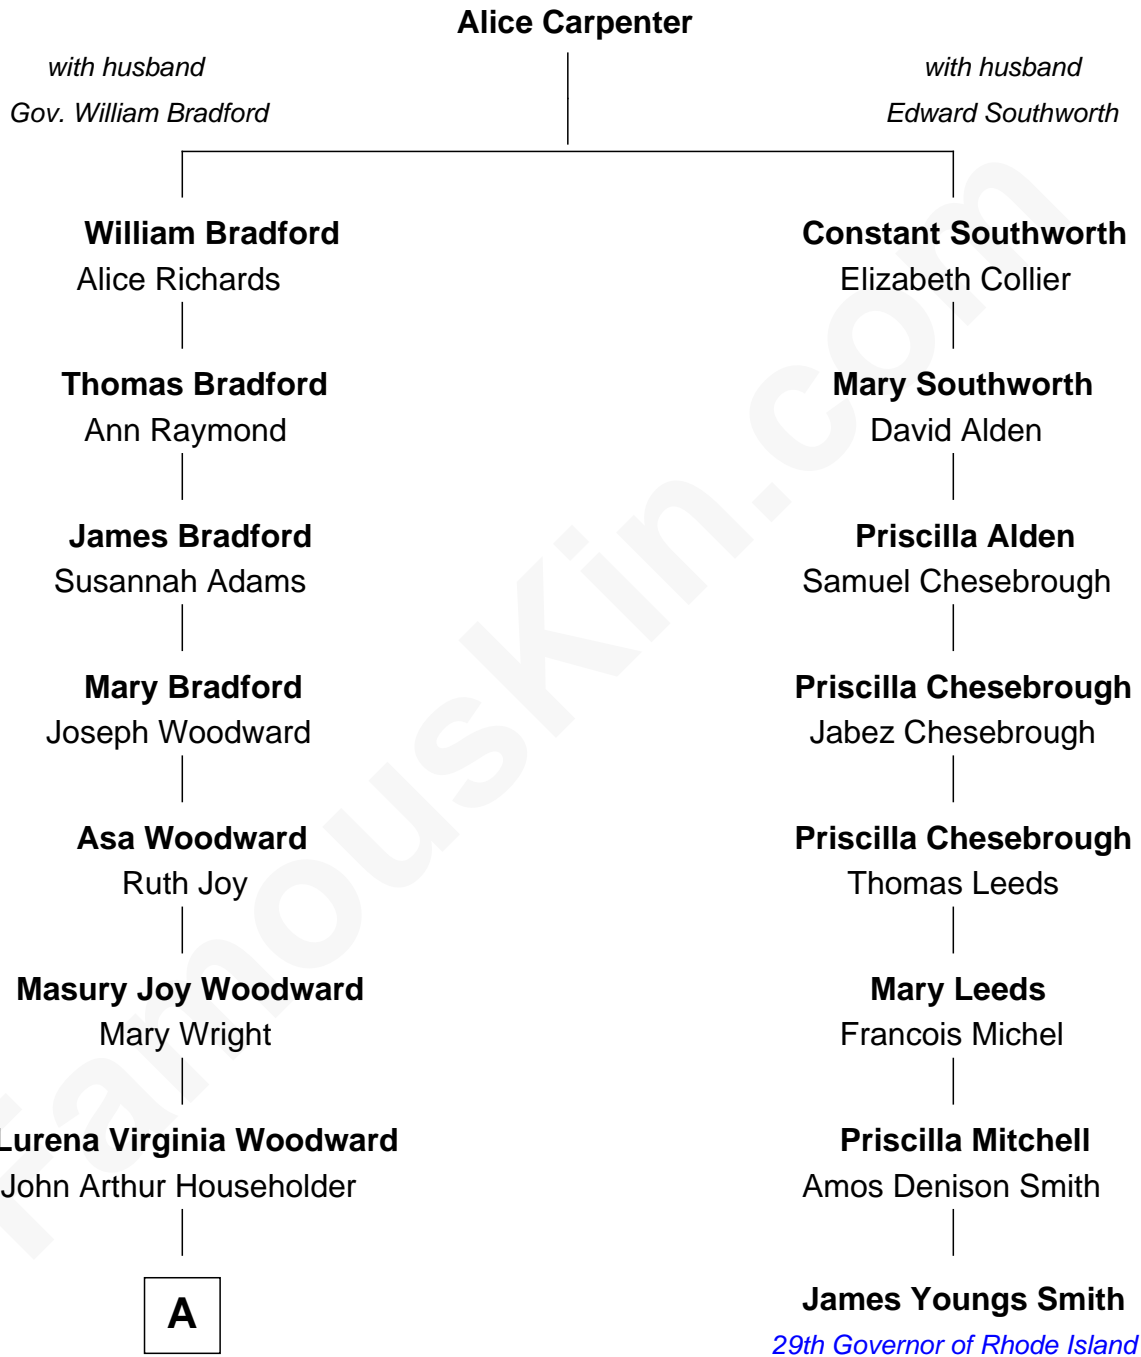 Alice Carpenter
with husband
Gov. William Bradford
with husband
Edward Southworth
William Bradford
Alice Richards
Constant Southworth
Elizabeth Collier
Thomas Bradford
Ann Raymond
Mary Southworth
David Alden
James Bradford
Susannah Adams
Priscilla Alden
Samuel Chesebrough
Mary Bradford
Joseph Woodward
Priscilla Chesebrough
Jabez Chesebrough
Asa Woodward
Ruth Joy
Priscilla Chesebrough
Thomas Leeds
Masury Joy Woodward
Mary Wright
Mary Leeds
Francois Michel
Lurena Virginia Woodward
John Arthur Householder
Priscilla Mitchell
Amos Denison Smith
A
James Youngs Smith
29th Governor of Rhode Island
FamousKin.com